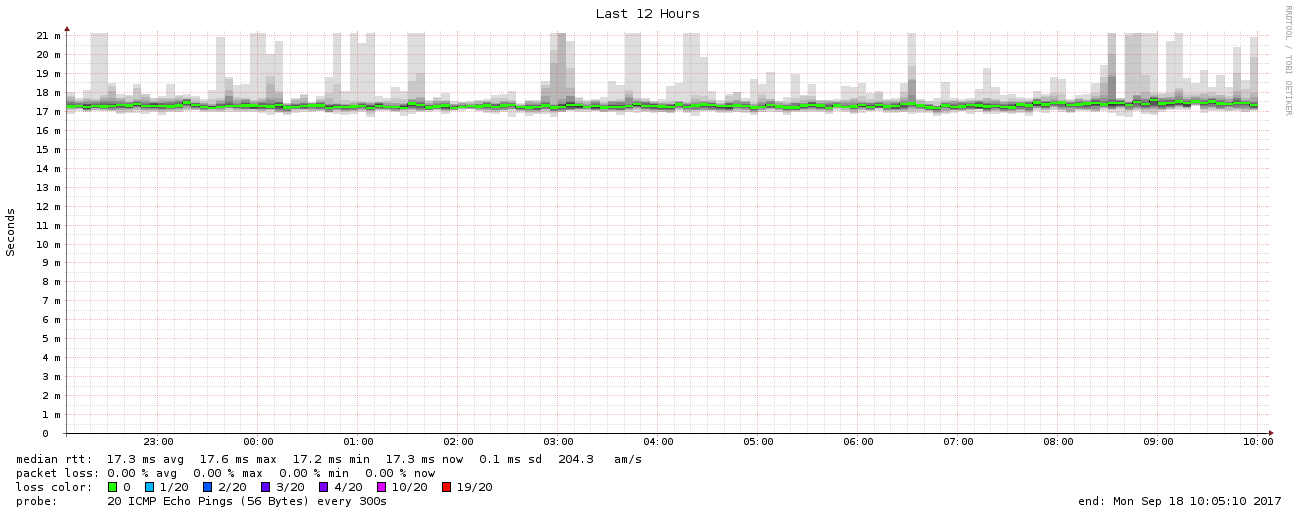 Last 12 Hours
RRDTOOL / TOBI OETIKER
21 m
20 m
19 m
18 m
17 m
16 m
15 m
14 m
13 m
12 m
11 m
10 m
9 m
8 m
7 m
6 m
5 m
4 m
3 m
2 m
1 m
0
Seconds
23:00 00:00 01:00 02:00 03:00 04:00 05:00 06:00 07:00 08:00 09:00 10:00
median rtt: 17.3 ms avg 17.6 ms max 17.2 ms min 17.3 ms now 0.1 ms sd 204.3 am/s
packet loss: 0.00 % avg 0.00 % max 0.00 % min 0.00 % now
loss color: 0 1/20 2/20 3/20 4/20 10/20 19/20
probe: 20 ICMP Echo Pings (56 Bytes) every 300s end: Mon Sep 18 10:05:10 2017